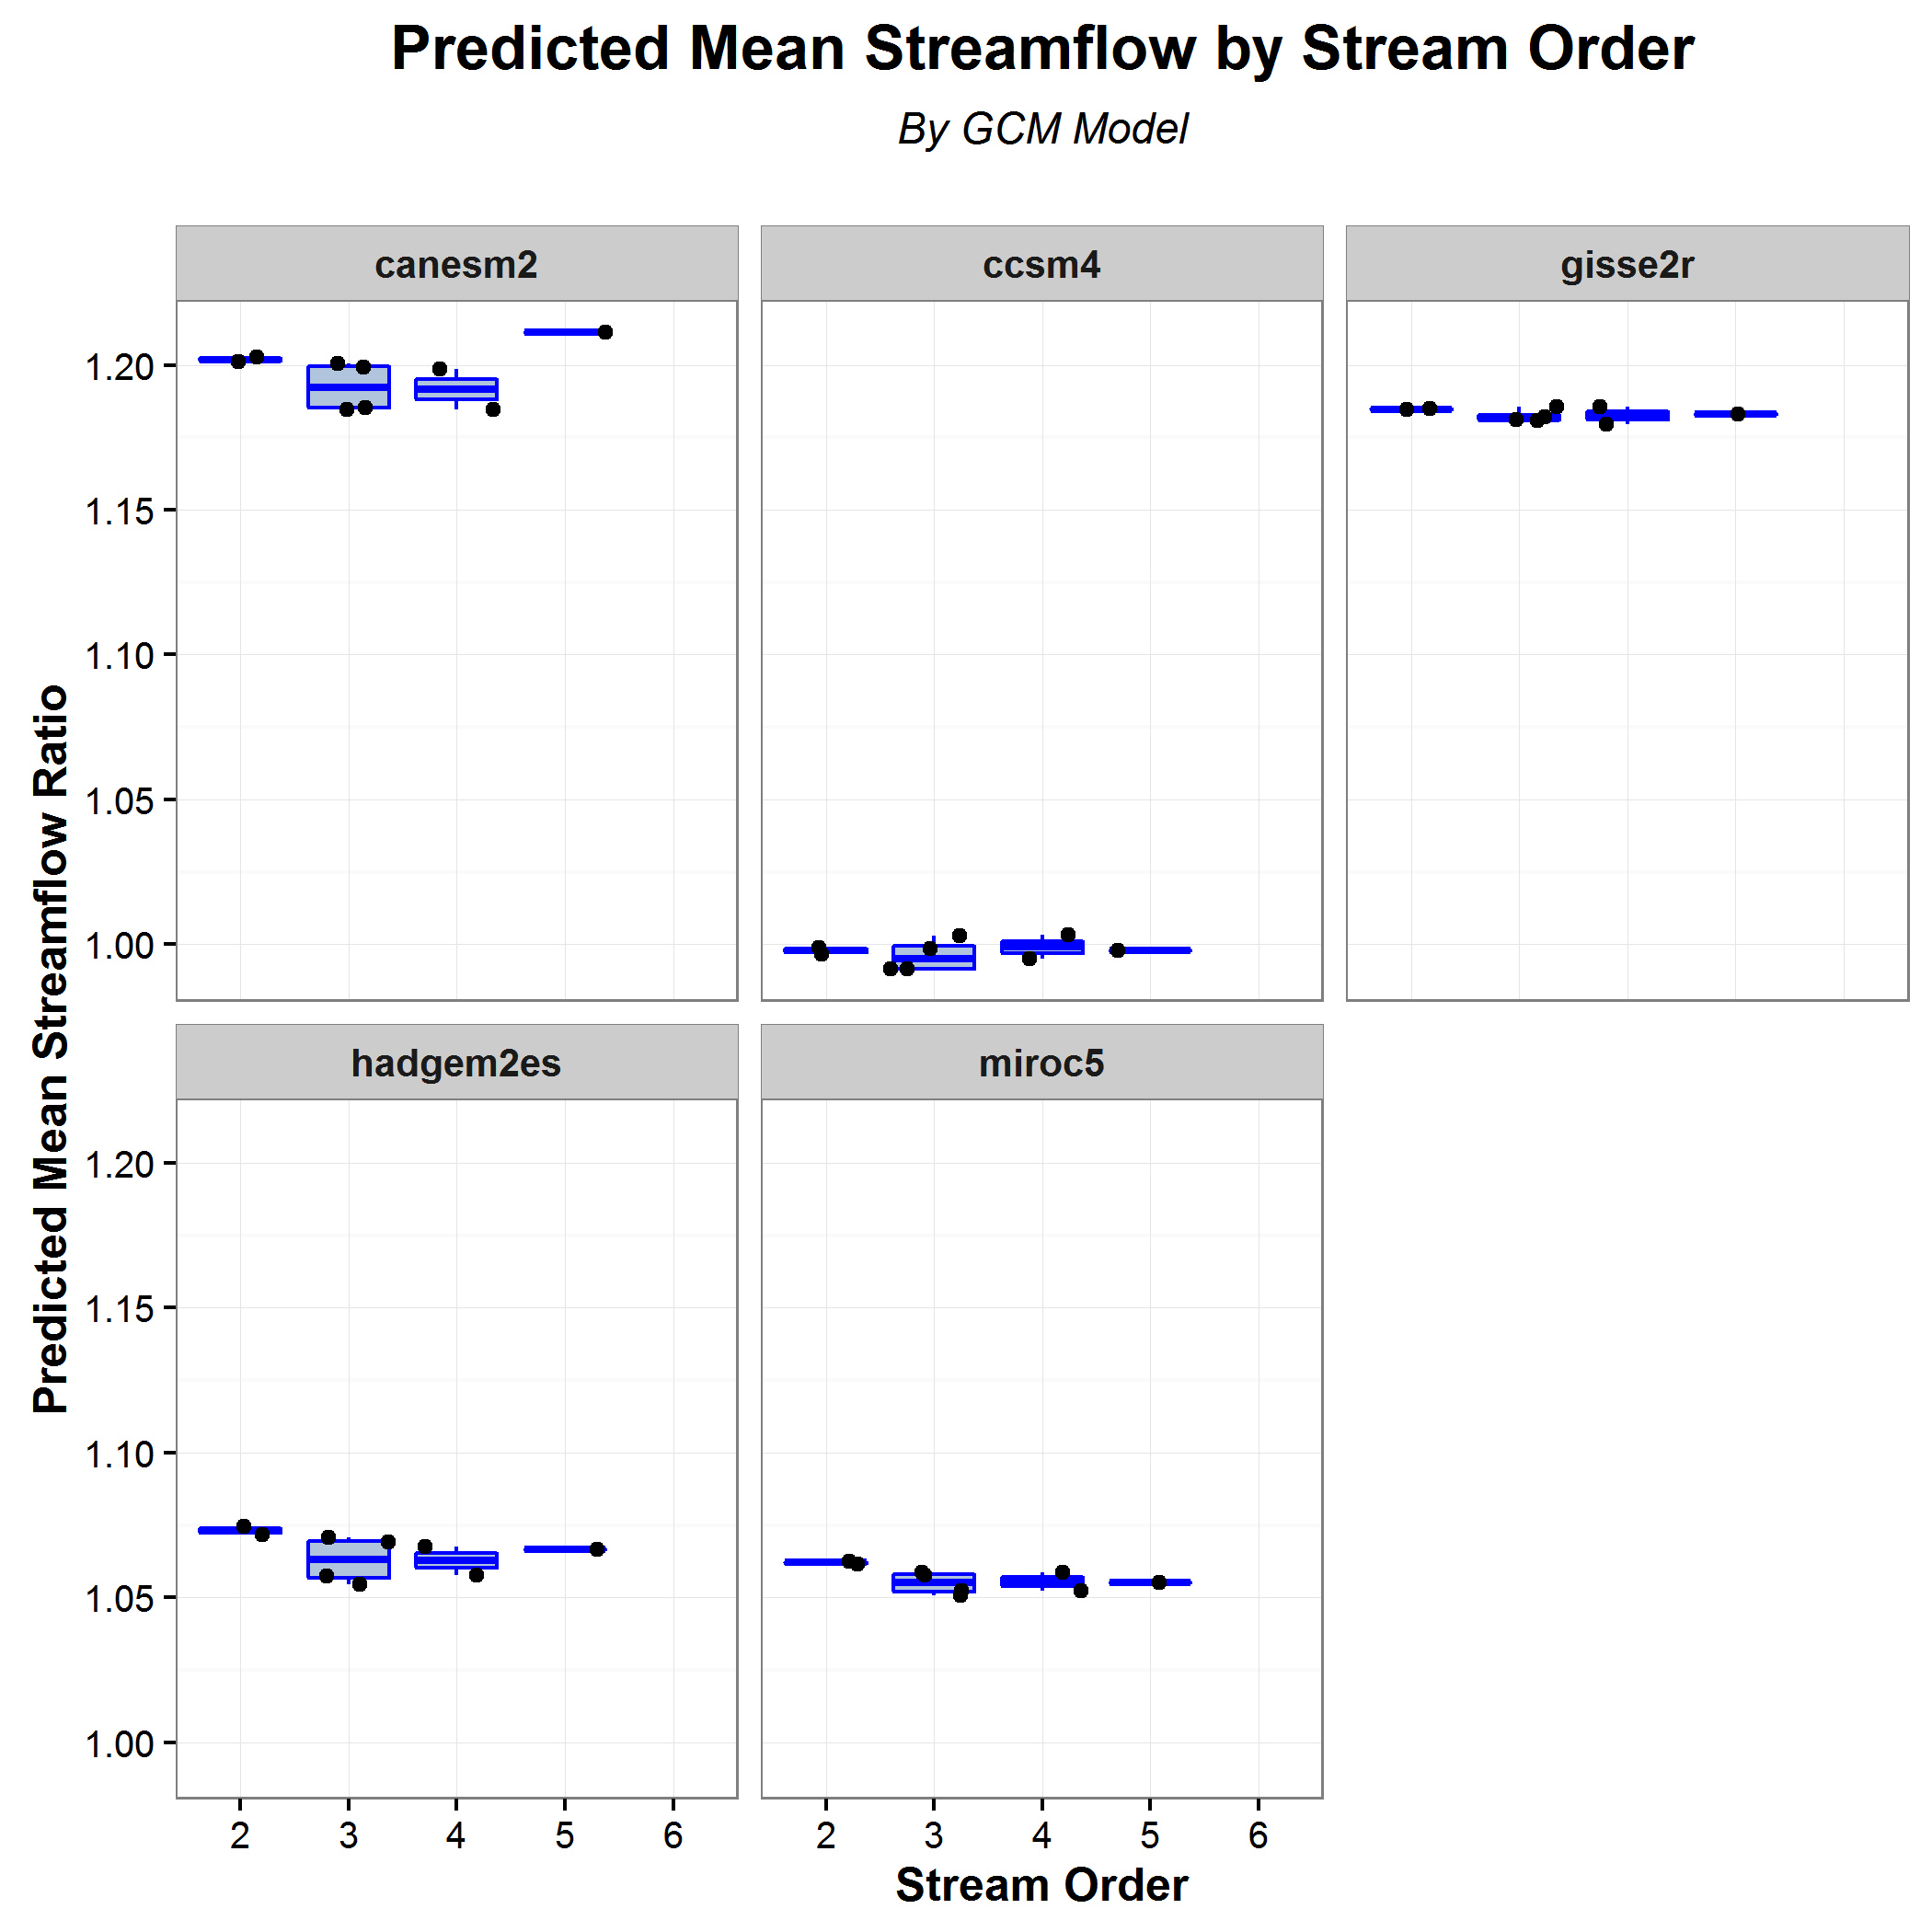 Predicted Mean Streamflow by Stream Order
By GCM Model
canesm2
ccsm4
gisse2r
1.20
1.15
1.10
1.05
1.00
Predicted Mean Streamflow Ratio
hadgem2es
miroc5
1.20
1.15
1.10
1.05
1.00
2 3 4 5 6
2 3 4 5 6
Stream Order